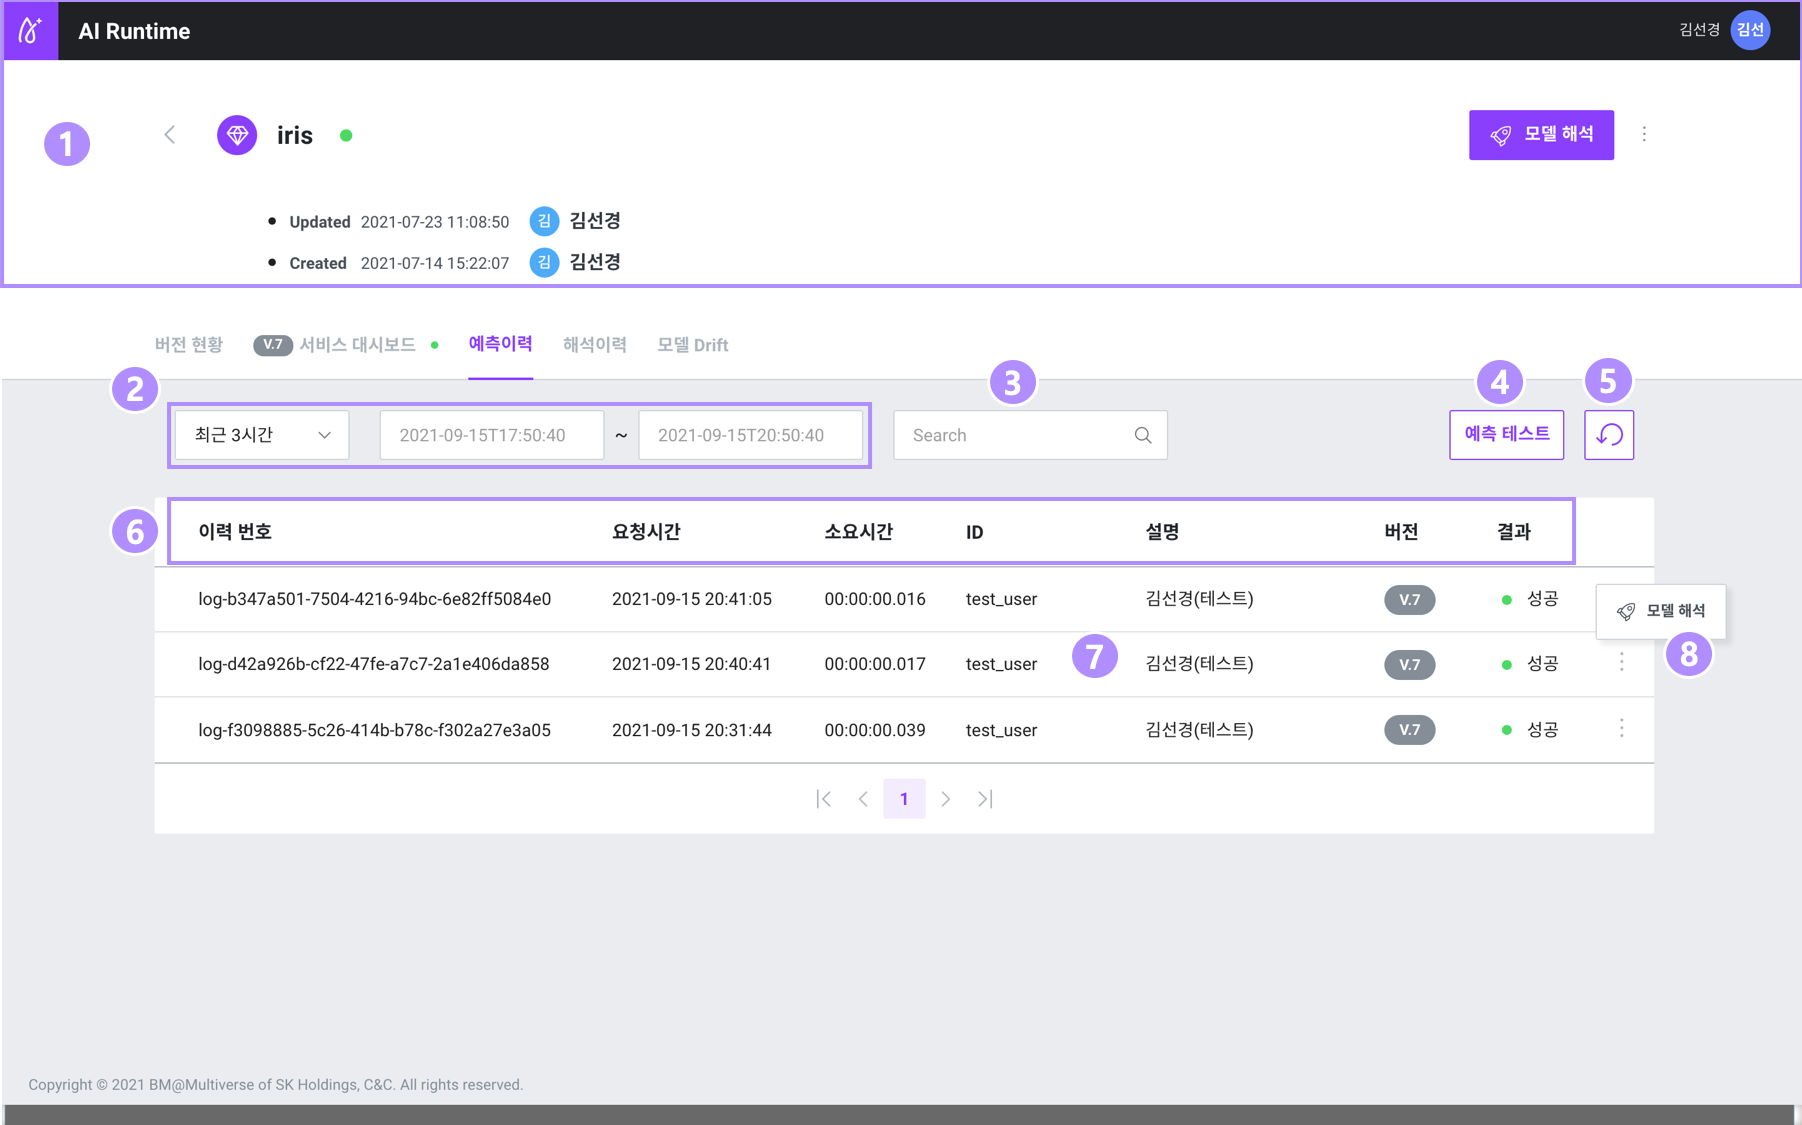 AI Runtime
김선경 김선
1
iris
모델 해석
Updated 2021-07-23 11:08:50 김 김선경
Created 2021-07-14 15:22:07 김 김선경
버전 현황 V.7 서비스 대시보드 예측이력 해석이력 모델 Drift
2 3 4 5
최근 3시간 2021-09-15T17:50:40 ~ 2021-09-15T20:50:40 Search 예측 테스트
6 이력 번호 요청시간 소요시간 ID 설명 버전 결과
log-b347a501-7504-4216-94bc-6e82ff5084e0 2021-09-15 20:41:05 00:00:00.016 test_user 김선경(테스트) V.7 성공 모델 해석
log-d42a926b-cf22-47fe-a7c7-2a1e406da858 2021-09-15 20:40:41 00:00:00.017 test_user 7 김선경(테스트) V.7 성공 8
log-f3098885-5c26-414b-b78c-f302a27e3a05 2021-09-15 20:31:44 00:00:00.039 test_user 김선경(테스트) V.7 성공
1
Copyright © 2021 BM@Multiverse of SK Holdings, C&C. All rights reserved.